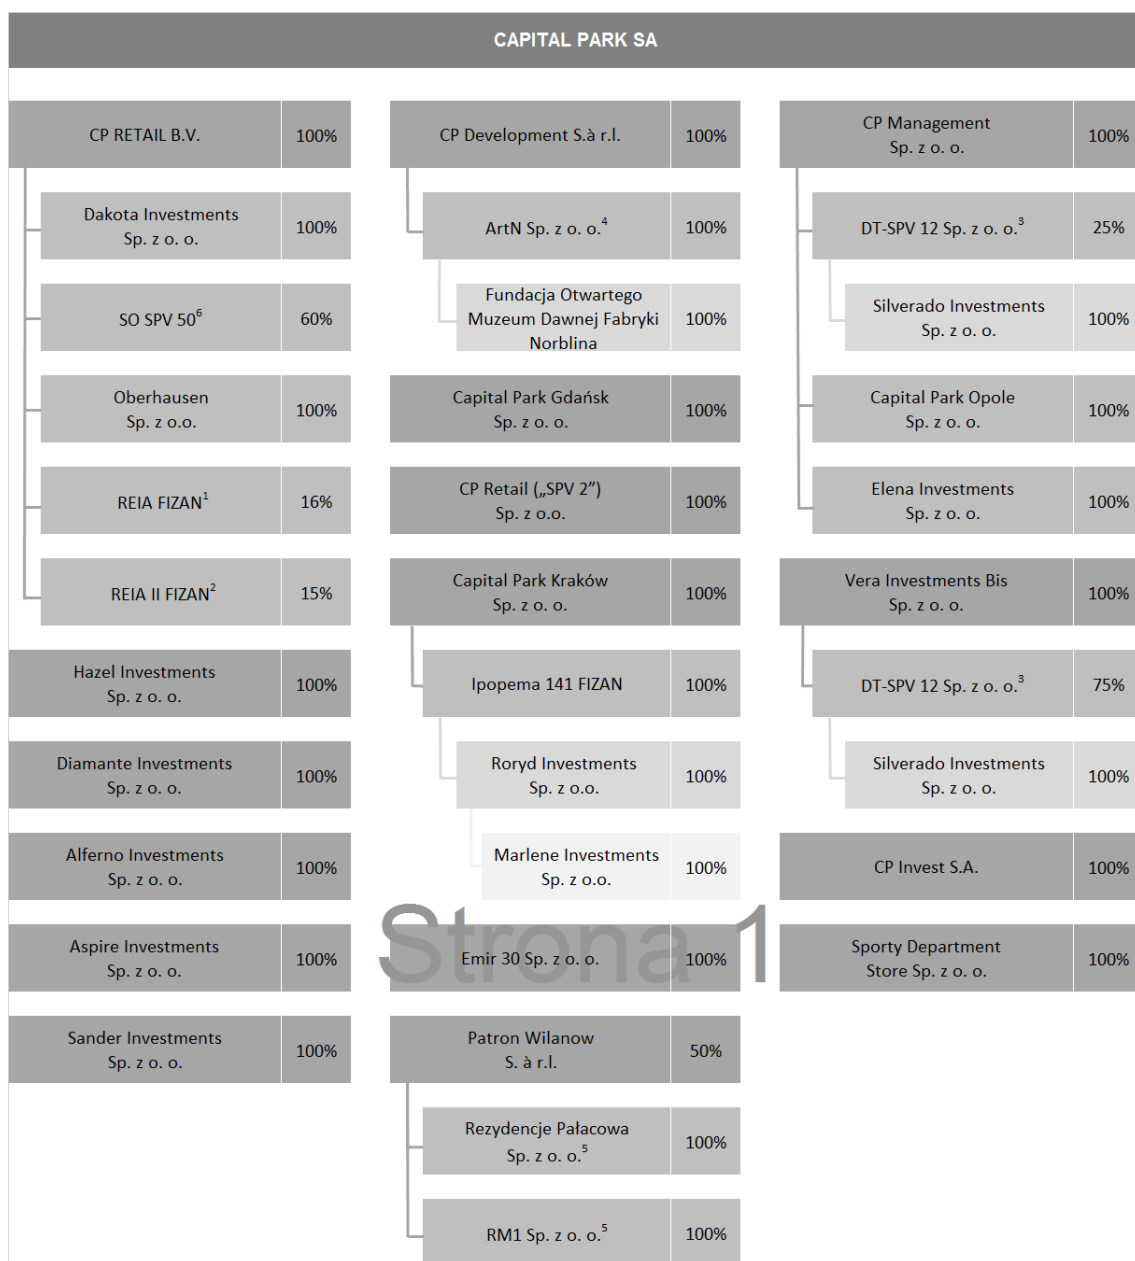 CAPITAL PARK SA
CP RETAIL B.V.
100%
Dakota Investments
Sp. z o. o.
100%
SO SPV 50⁶
60%
Oberhausen
Sp. z o.o.
100%
REIA FIZAN¹
16%
REIA II FIZAN²
15%
Hazel Investments
Sp. z o. o.
100%
Diamante Investments
Sp. z o. o.
100%
Alferno Investments
Sp. z o. o.
100%
Aspire Investments
Sp. z o. o.
100%
Sander Investments
Sp. z o. o.
100%
CP Development S.à r.l.
100%
ArtN Sp. z o. o.⁴
100%
Fundacja Otwartego
Muzeum Dawnej Fabryki
Norblina
100%
Capital Park Gdańsk
Sp. z o. o.
100%
CP Retail („SPV 2”)
Sp. z o.o.
100%
Capital Park Kraków
Sp. z o. o.
100%
Ipopema 141 FIZAN
100%
Roryd Investments
Sp. z o.o.
100%
Marlene Investments
Sp. z o.o.
100%
Strona 1
Emir 30 Sp. z o. o.
100%
Patron Wilanow
S. à r.l.
50%
Rezydencje Pałacowa
Sp. z o. o.⁵
100%
RM1 Sp. z o. o.⁵
100%
CP Management
Sp. z o. o.
100%
DT-SPV 12 Sp. z o. o.³
25%
Silverado Investments
Sp. z o. o.
100%
Capital Park Opole
Sp. z o. o.
100%
Elena Investments
Sp. z o. o.
100%
Vera Investments Bis
Sp. z o. o.
100%
DT-SPV 12 Sp. z o. o.³
75%
Silverado Investments
Sp. z o. o.
100%
CP Invest S.A.
100%
Sporty Department
Store Sp. z o. o.
100%